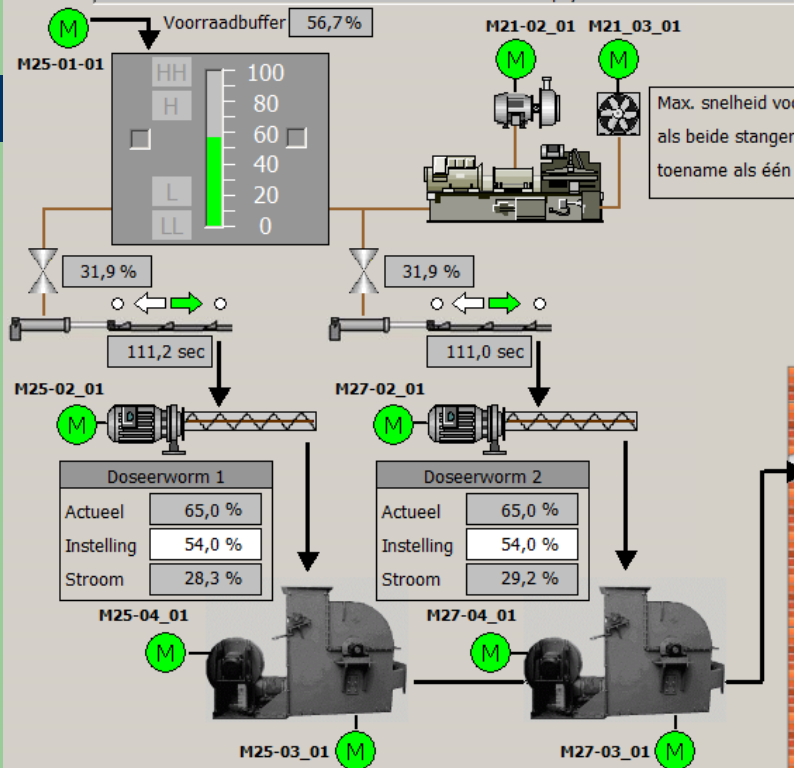 Voorraadbuffer 56,7%
M25-01-01
M
HH
H
L
LL
100
80
60
40
20
0
M21-02_01 M21_03_01
M M
Max. snelheid
als beide
toename als één
31,9 %
31,9 %
111,2 sec
111,0 sec
M25-02_01
M
M27-02_01
M
Doseerworm 1
Actueel 65,0 %
Instelling 54,0 %
Stroom 28,3 %
Doseerworm 2
Actueel 65,0 %
Instelling 54,0 %
Stroom 29,2 %
M25-04_01
M
M27-04_01
M
M25-03_01 M
M27-03_01 M